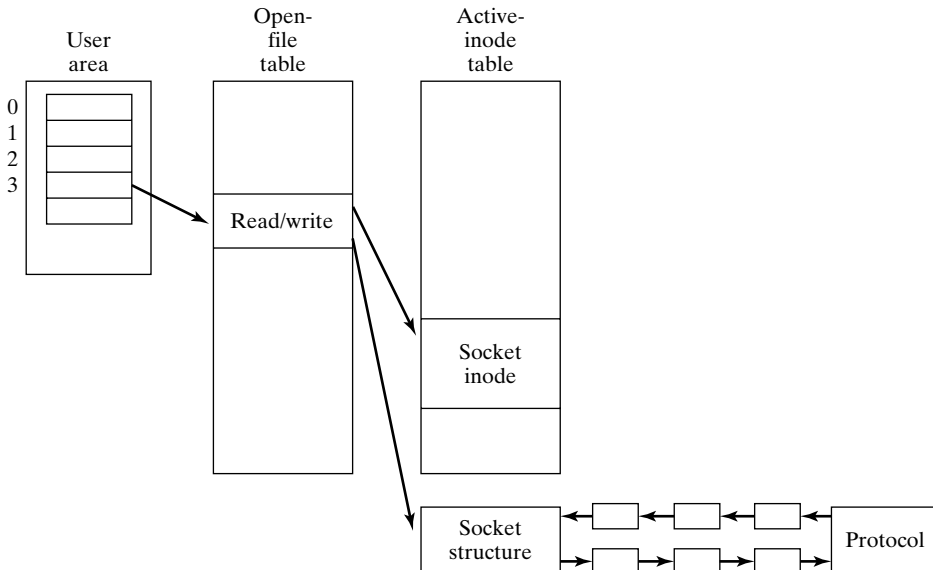 User
area
Open-
file
table
Active-
inode
table
0
1
2
3
Read/write
Socket
inode
Socket
structure
Protocol